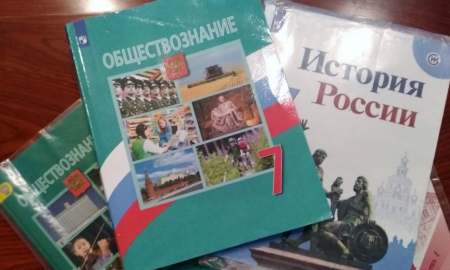 ОБЩЕСТВОЗНАНИЕ
7
История
России
ОБЩЕСТВОЗНАНИЕ